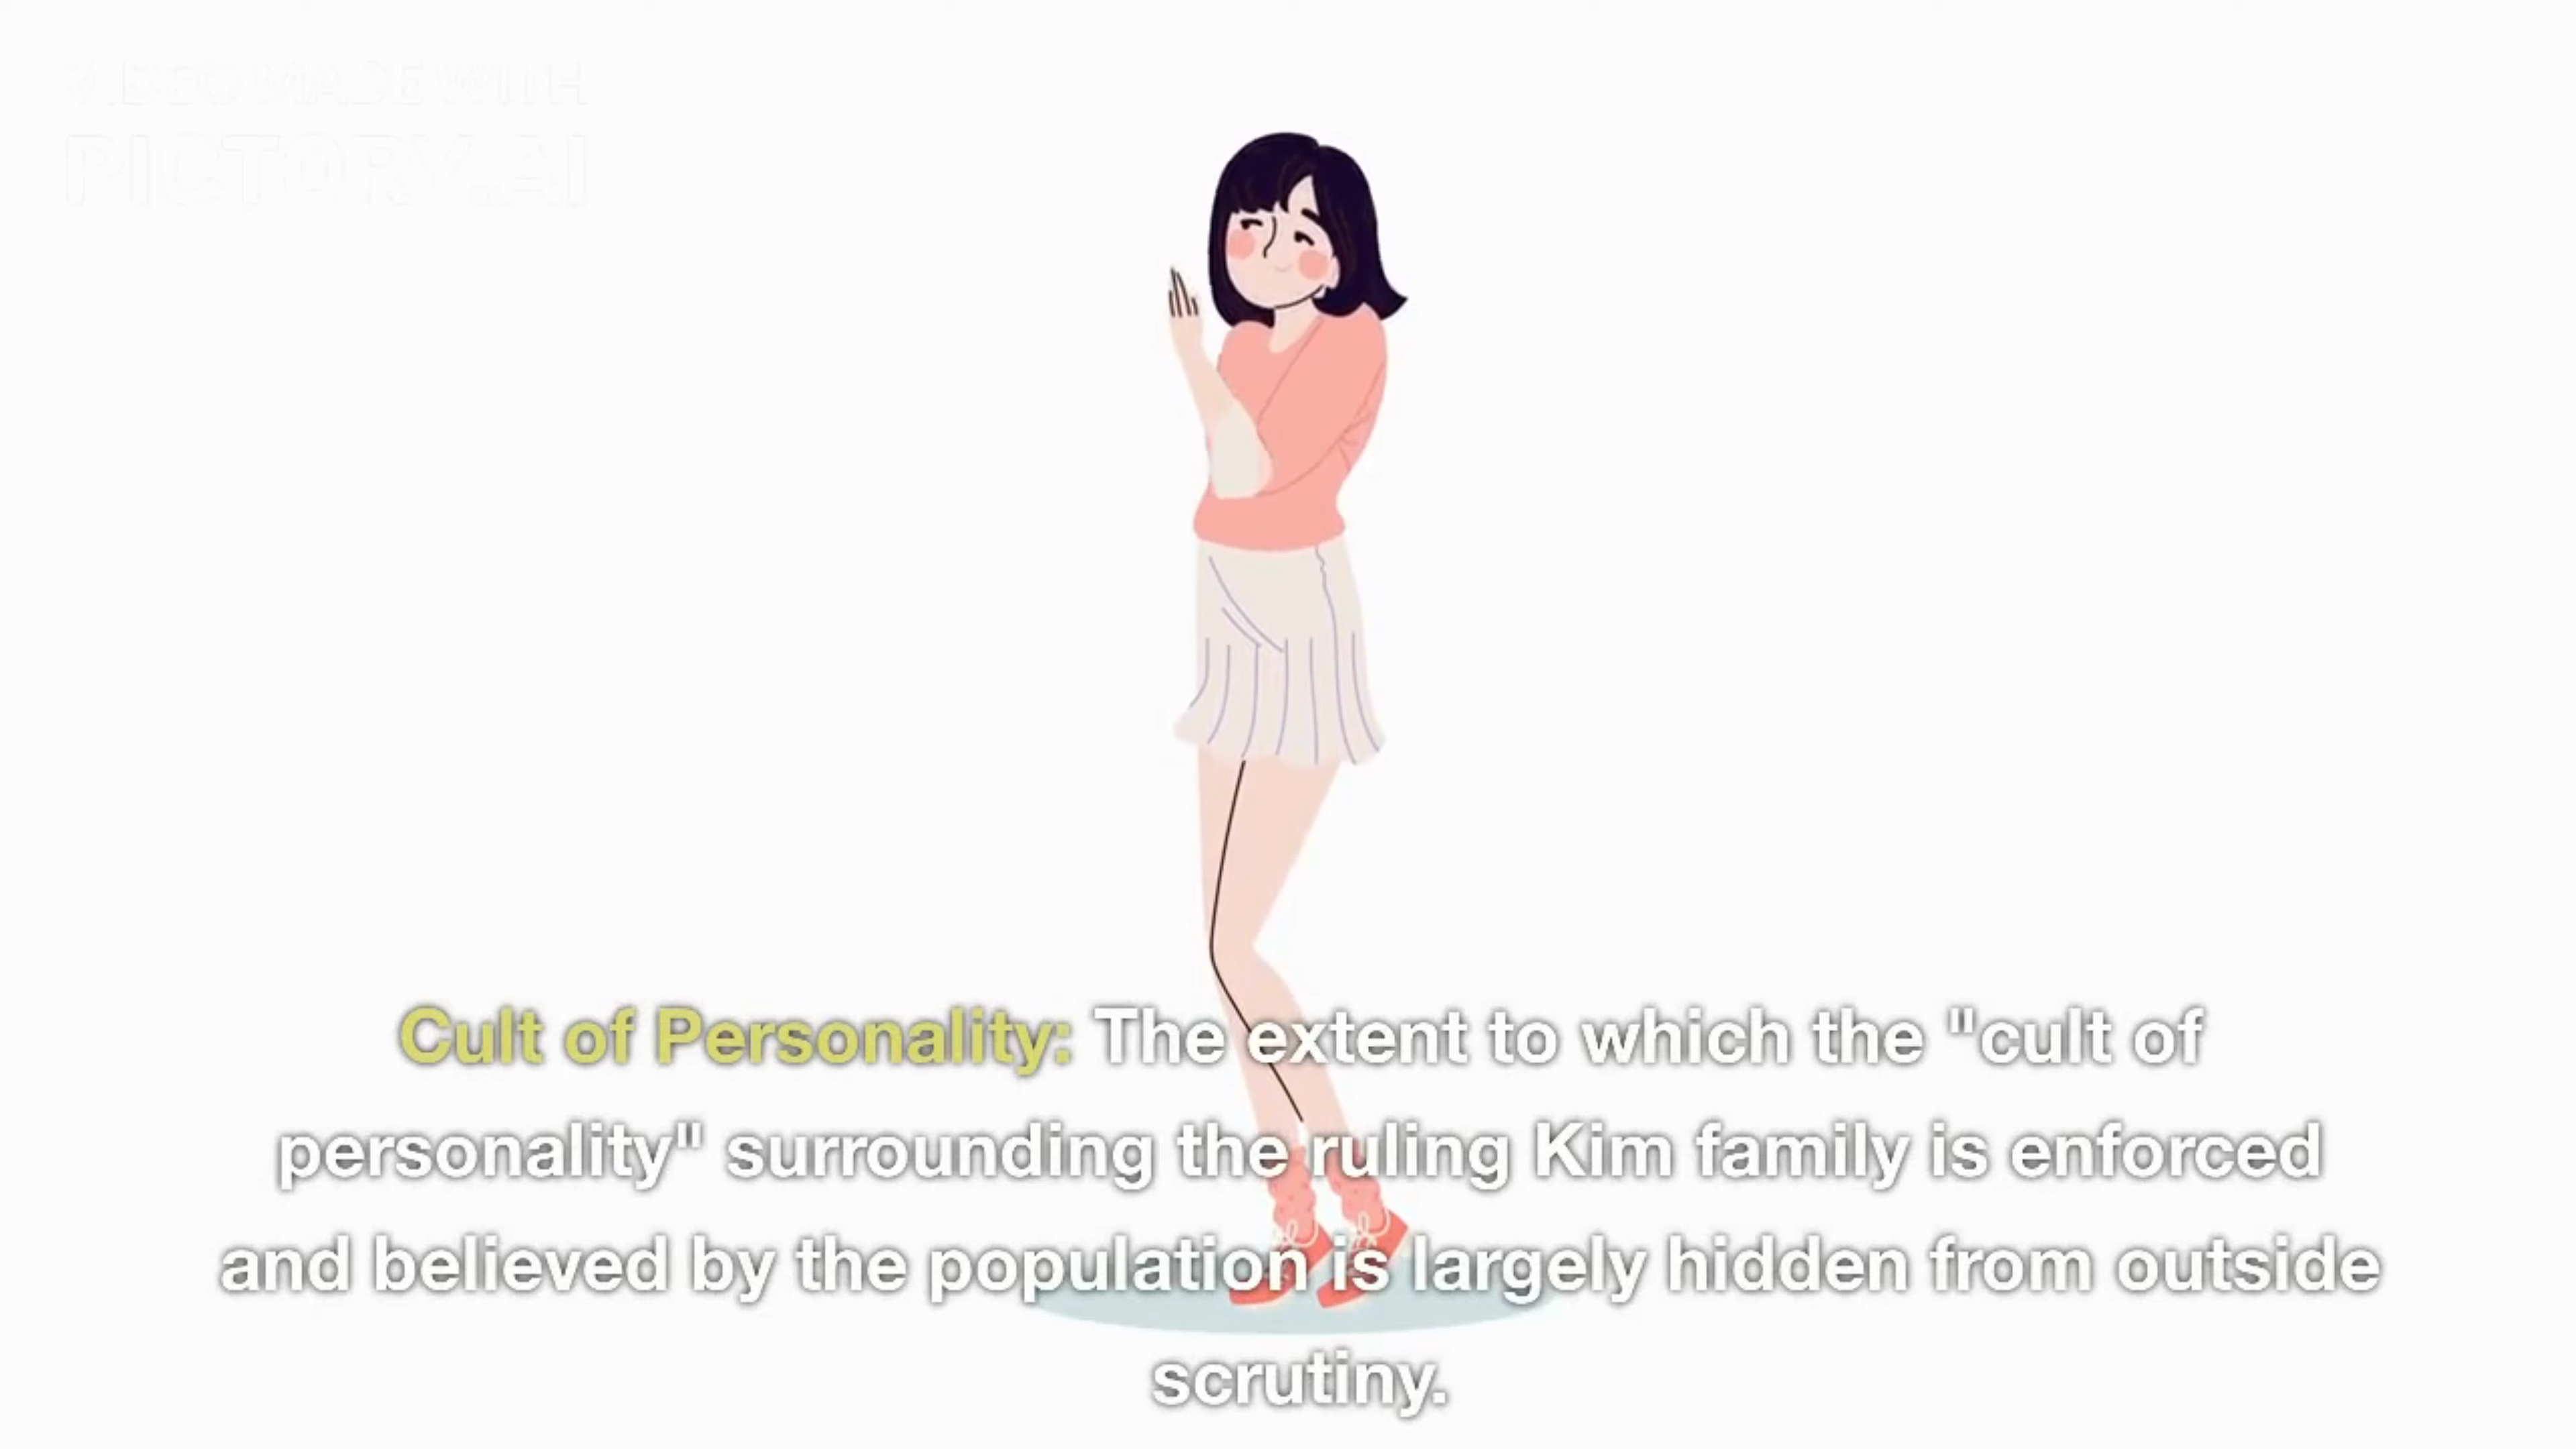 VIDEO MADE WITH
PICTORY.AI
Cult of Personality: The extent to which the "cult of
personality" surrounding the ruling Kim family is enforced
and believed by the population is largely hidden from outside
scrutiny.